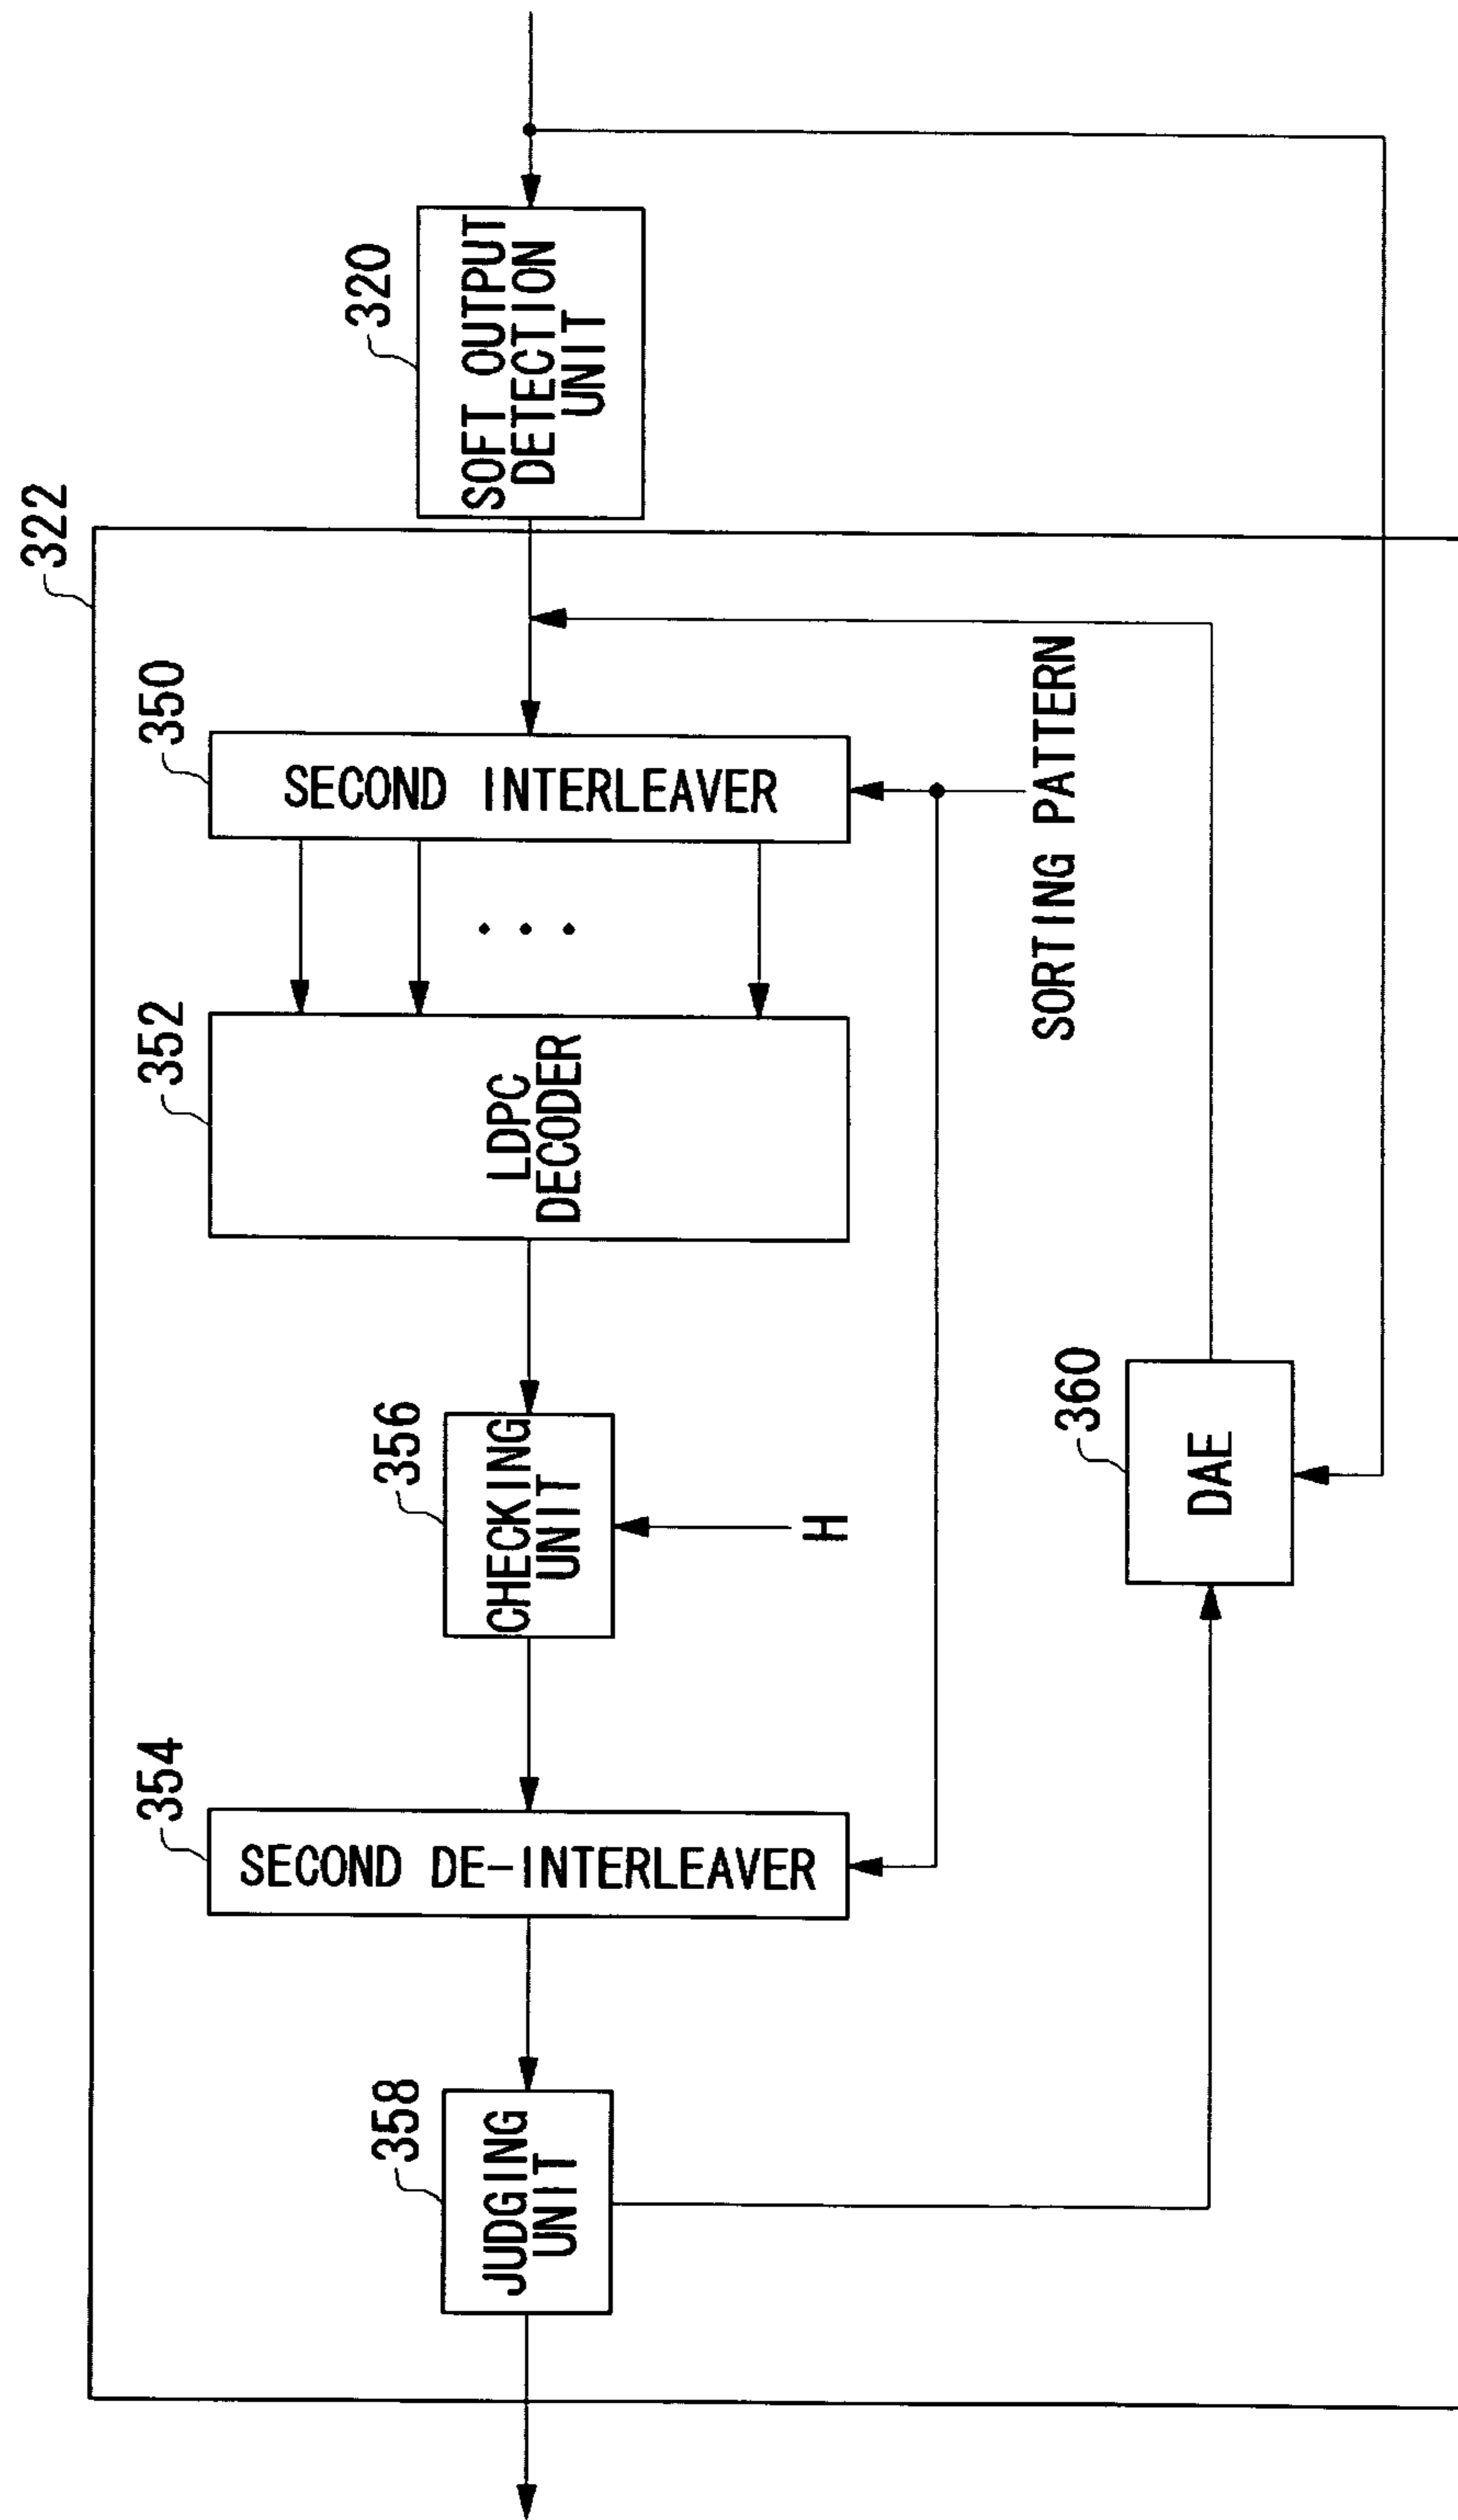 322
320
SOFT OUTPUT
DETECTION
UNIT
350
SECOND INTERLEAVER
352
LDPC
DECODER
356
CHECKING
UNIT
H
354
SECOND DE-INTERLEAVER
358
JUDGING
UNIT
SORTING PATTERN
360
DAE